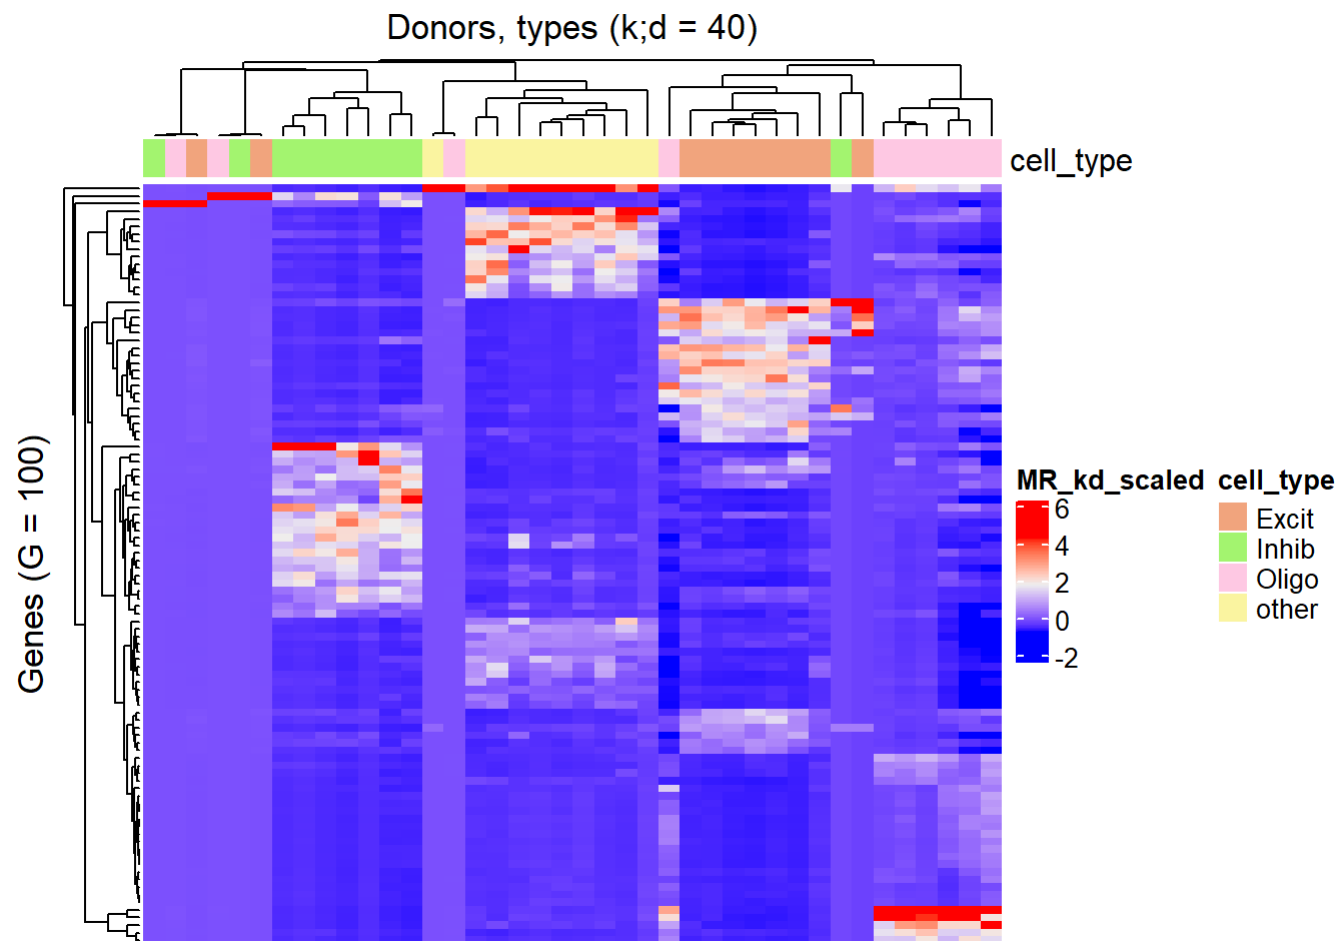 Donors, types (k;d = 40)
cell_type
Genes (G = 100)
MR_kd_scaled
6
4
2
0
-2
cell_type
Excit
Inhib
Oligo
other